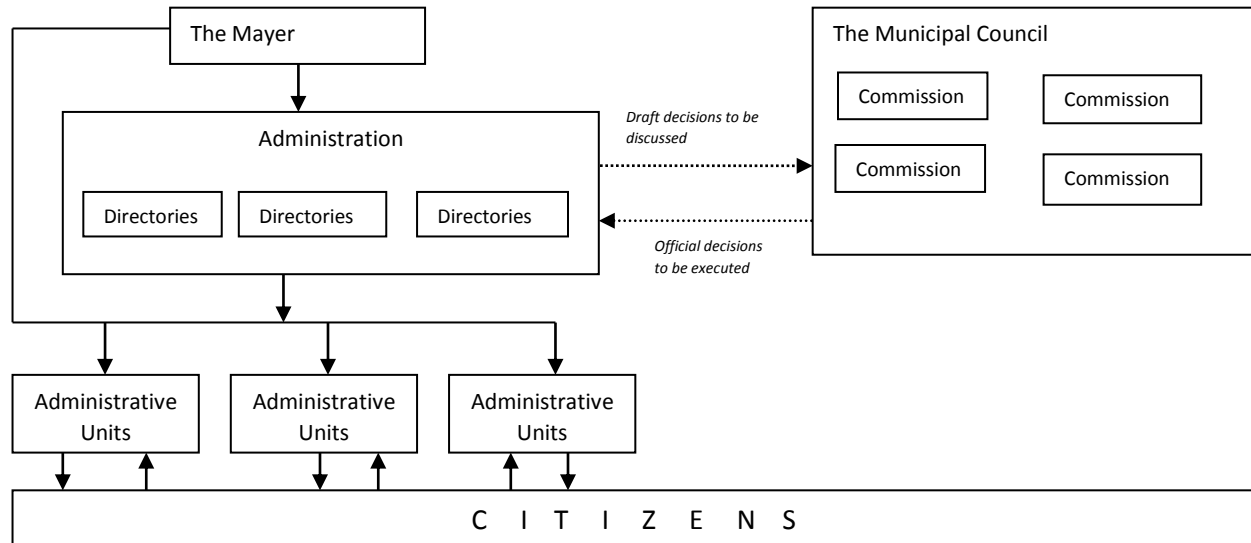 The Mayer
The Municipal Council
Commission
Commission
Commission
Commission
Draft decisions to be
discussed
Administration
Directories
Directories
Directories
Official decisions
to be executed
Administrative
Units
Administrative
Units
Administrative
Units
C I T I Z E N S